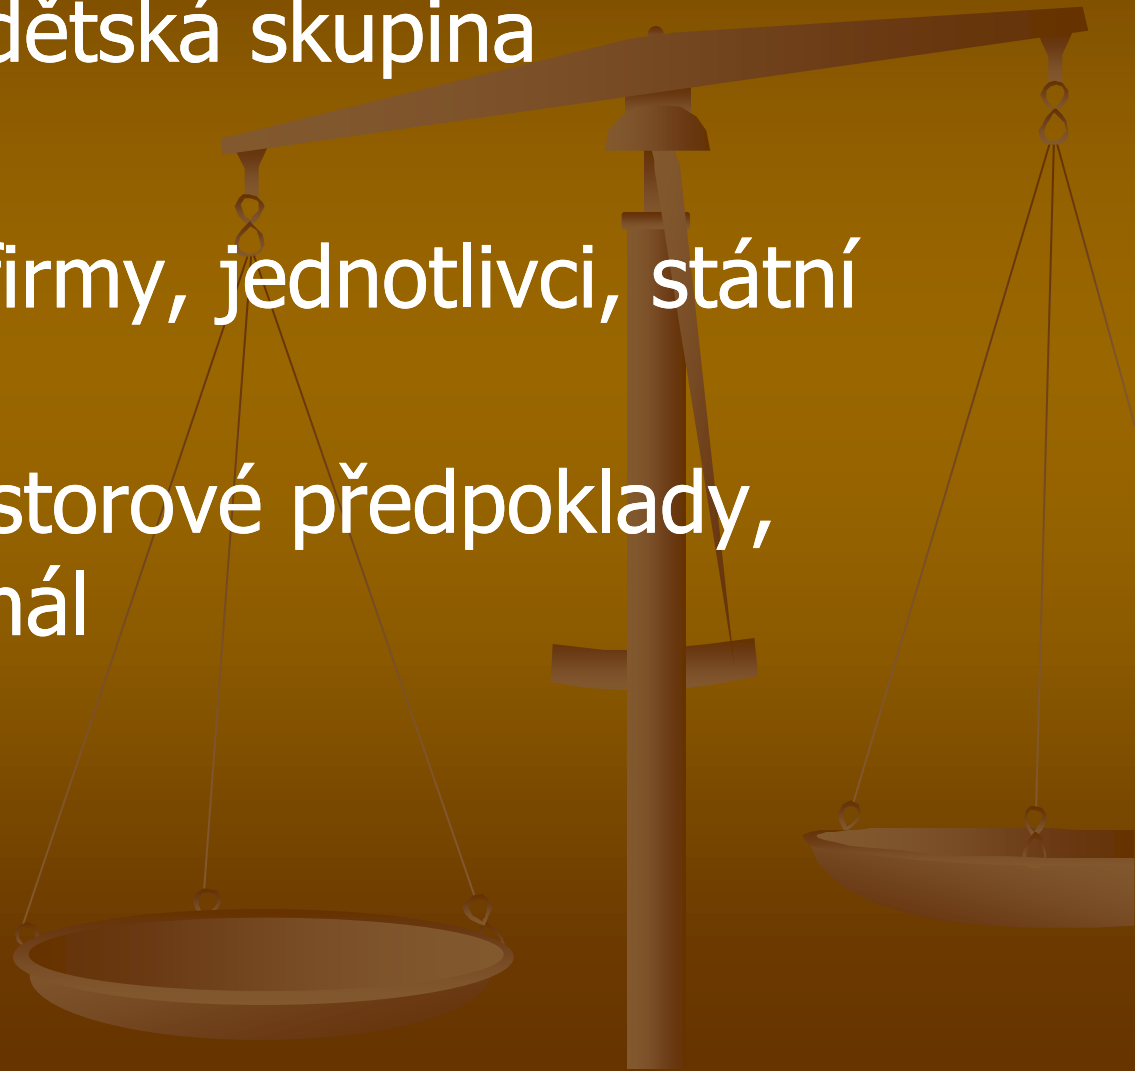 dětská skupina
firmy, jednotlivci, státní
storové předpoklady,
nál